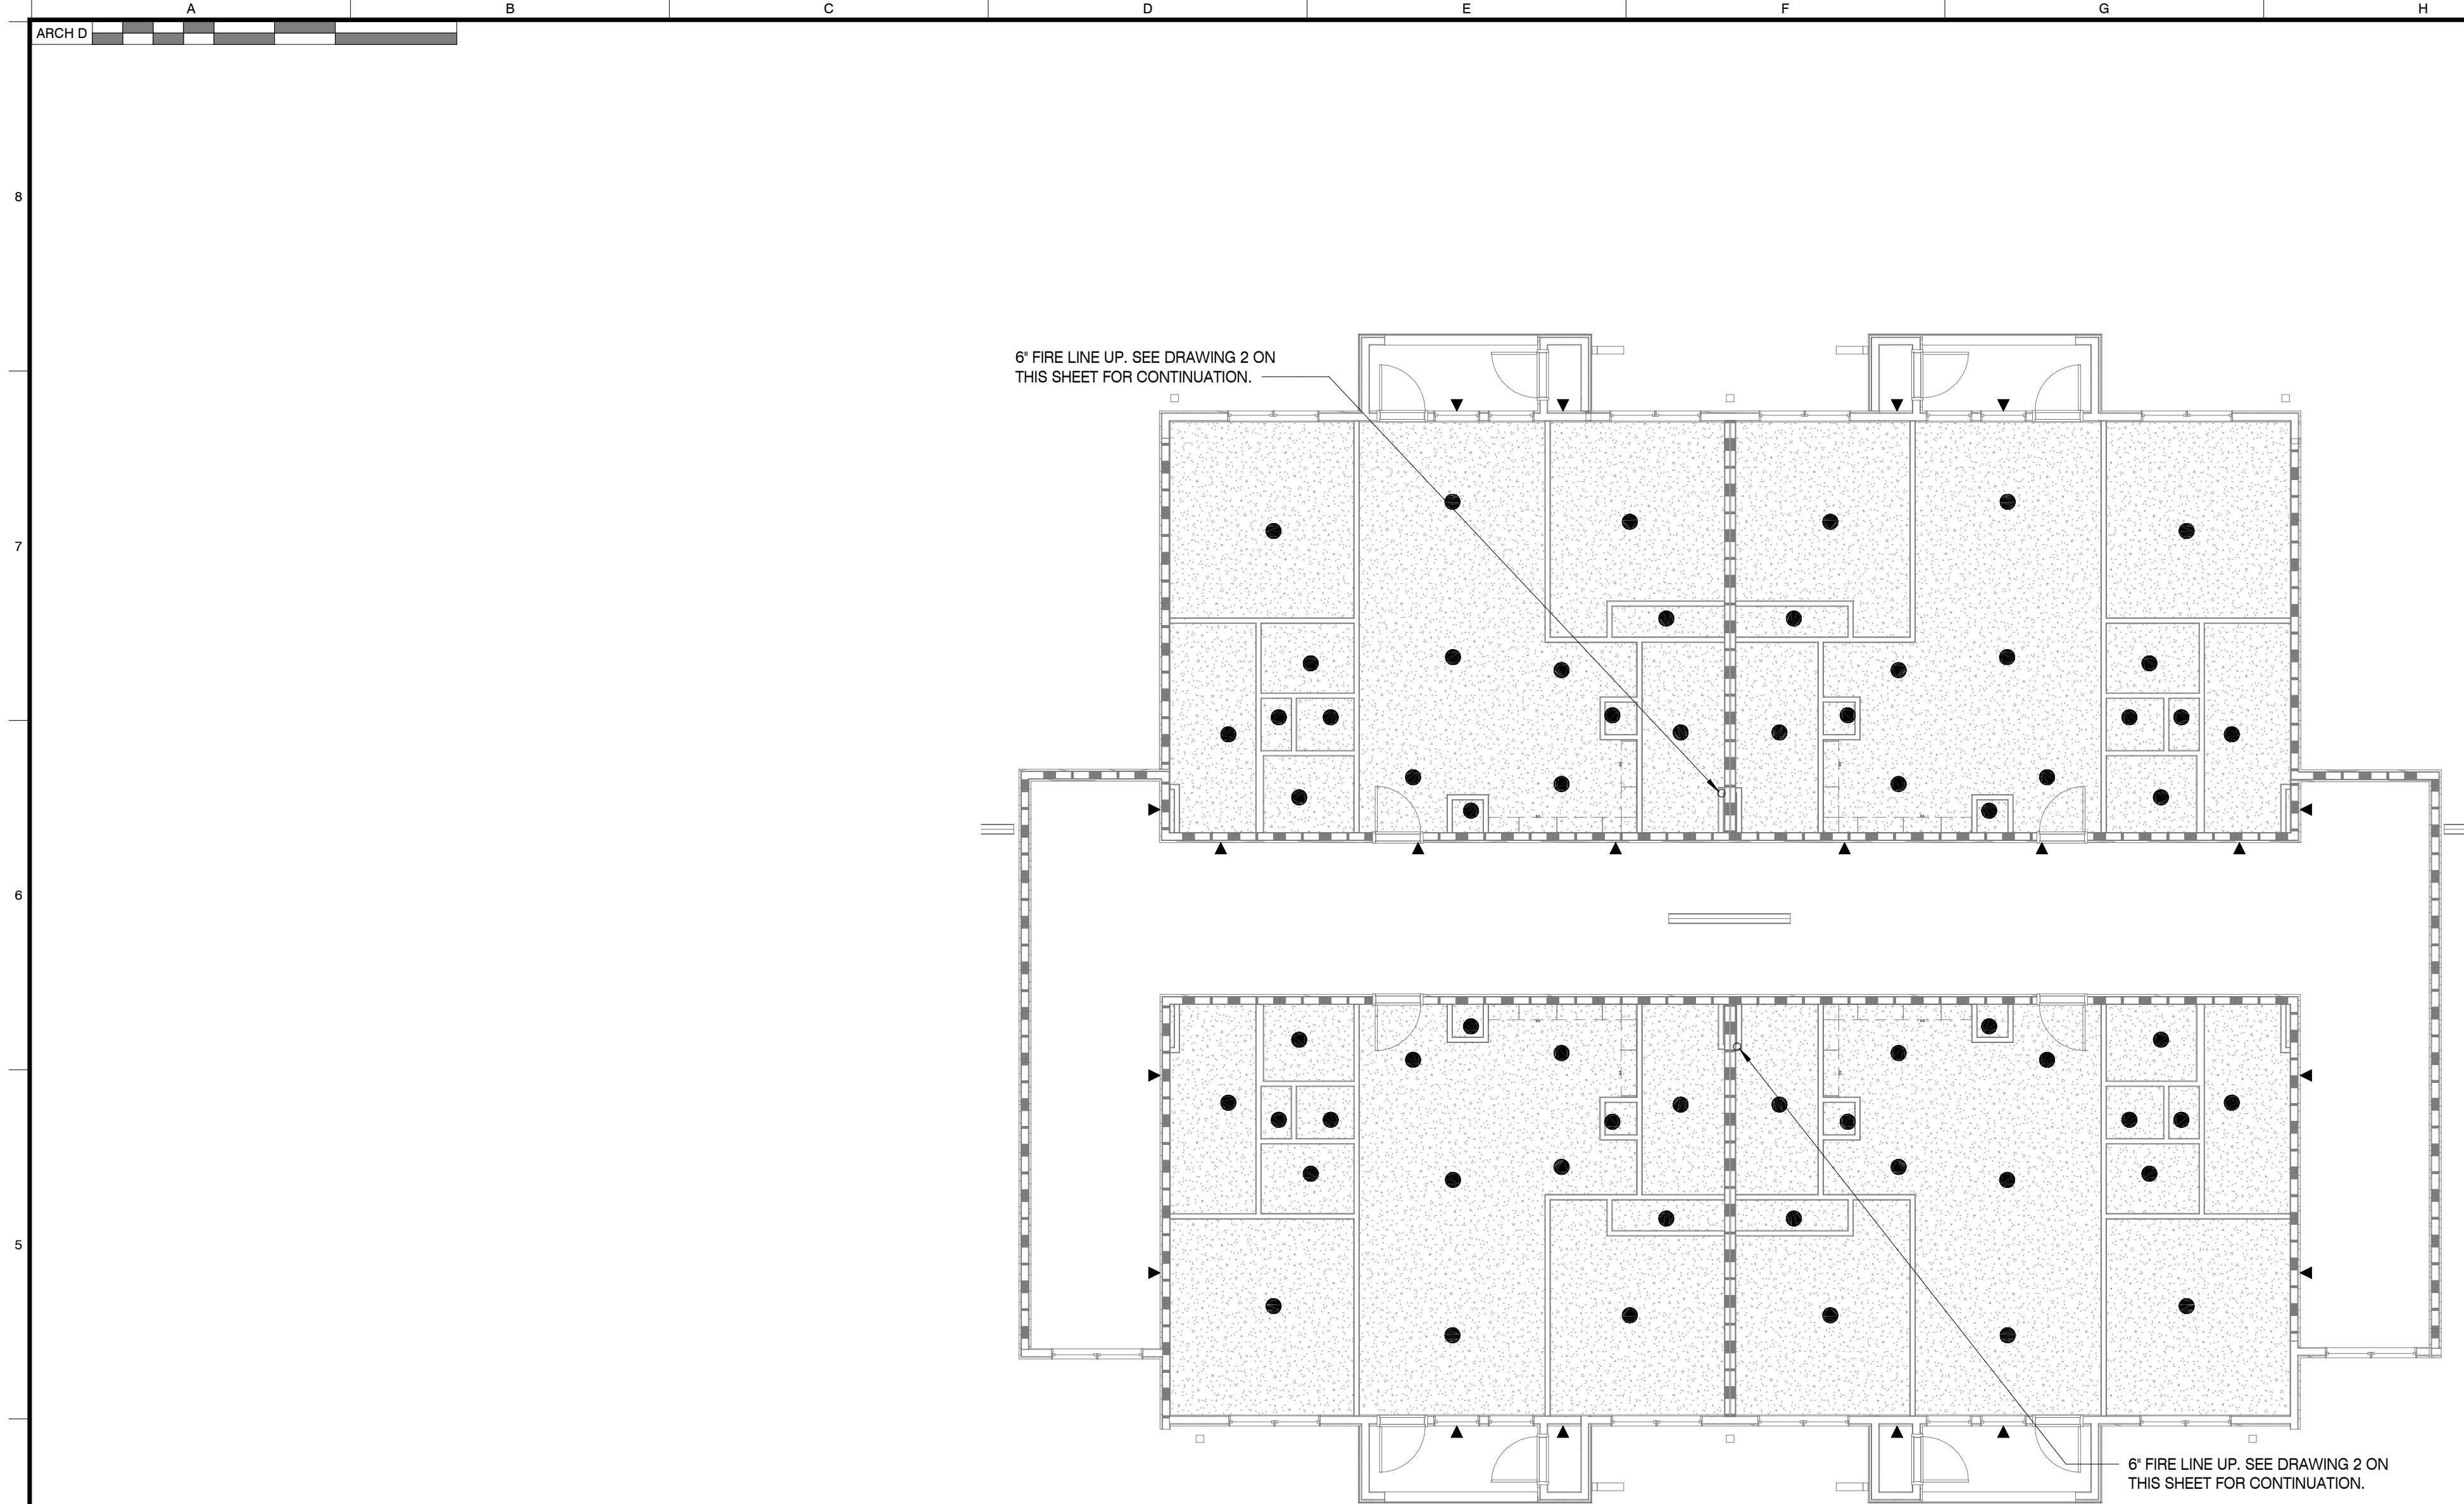 A B C D E F G H
ARCH D
8
6" FIRE LINE UP. SEE DRAWING 2 ON
THIS SHEET FOR CONTINUATION.
7
6
5
6" FIRE LINE UP. SEE DRAWING 2 ON
THIS SHEET FOR CONTINUATION.